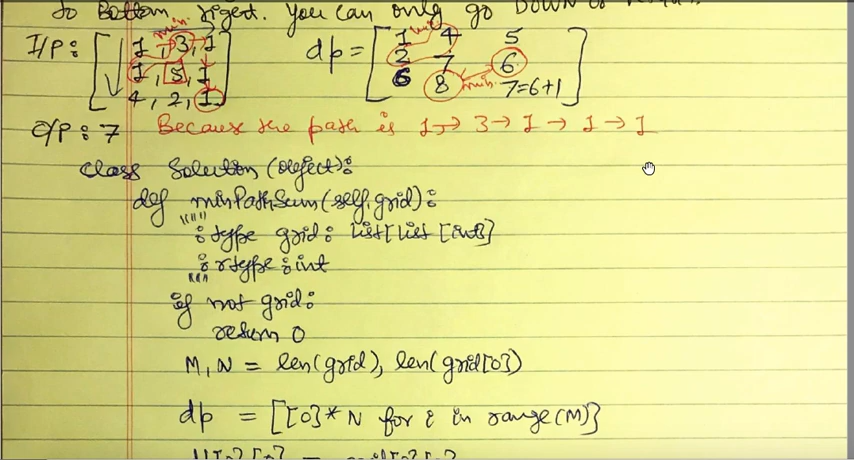 to Bottom right. You can only go DOWN or
I/P: [1, 3, 1 min. dp = [1 4 5
1, 5, 1 2 7 6
4, 2, 1] 6 8 min. 7=6+1]
O/P: 7 Because the path is 1 → 3 → 1 → 1 → 1
class Solution (object):
def minPathSum(self, grid):
""""
: type grid: list[list[int]]
: rtype: int
"""
if not grid:
return 0
M, N = len(grid), len(grid[0])
dp = [[0]*N for i in range(M)]